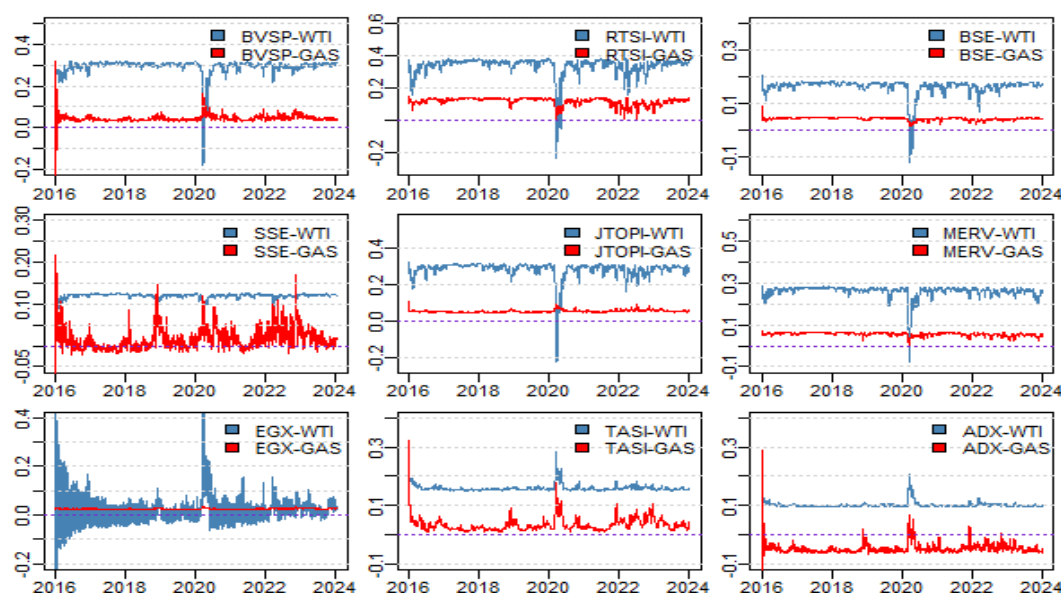 BVSP-WTI
BVSP-GAS
0.4
0.2
0.0
-0.2
2016 2018 2020 2022 2024
RTSI-WTI
RTSI-GAS
0.6
0.4
0.2
0.0
-0.2
2016 2018 2020 2022 2024
BSE-WTI
BSE-GAS
0.3
0.1
-0.1
2016 2018 2020 2022 2024
SSE-WTI
SSE-GAS
0.30
0.20
0.10
-0.05
2016 2018 2020 2022 2024
JTOPI-WTI
JTOPI-GAS
0.4
0.2
0.0
-0.2
2016 2018 2020 2022 2024
MERV-WTI
MERV-GAS
0.5
0.3
0.1
-0.1
2016 2018 2020 2022 2024
EGX-WTI
EGX-GAS
0.4
0.2
0.0
-0.2
2016 2018 2020 2022 2024
TASI-WTI
TASI-GAS
0.3
0.1
-0.1
2016 2018 2020 2022 2024
ADX-WTI
ADX-GAS
0.3
0.1
-0.1
2016 2018 2020 2022 2024